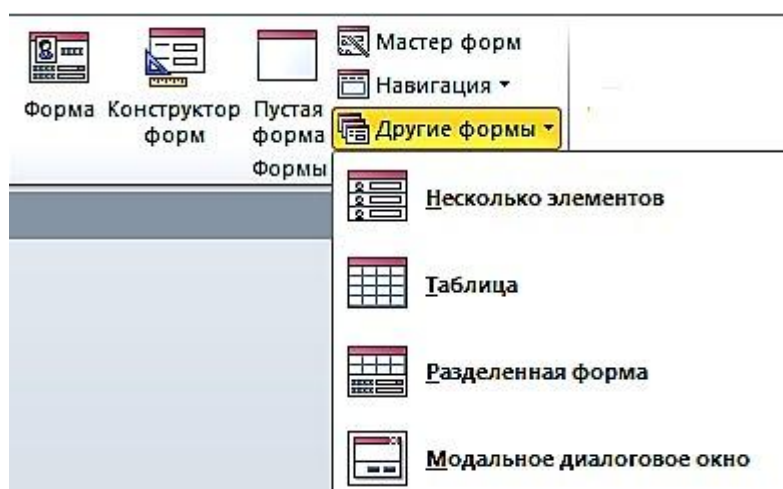 Форма
Конструктор
форм
Пустая
форма
Мастер форм
Навигация
Другие формы
Формы
Несколько элементов
Таблица
Разделенная форма
Модальное диалоговое окно